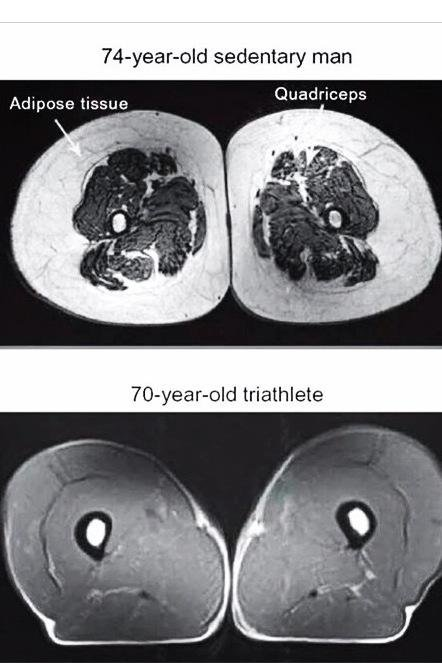 74-year-old sedentary man
Adipose tissue
Quadriceps
70-year-old triathlete